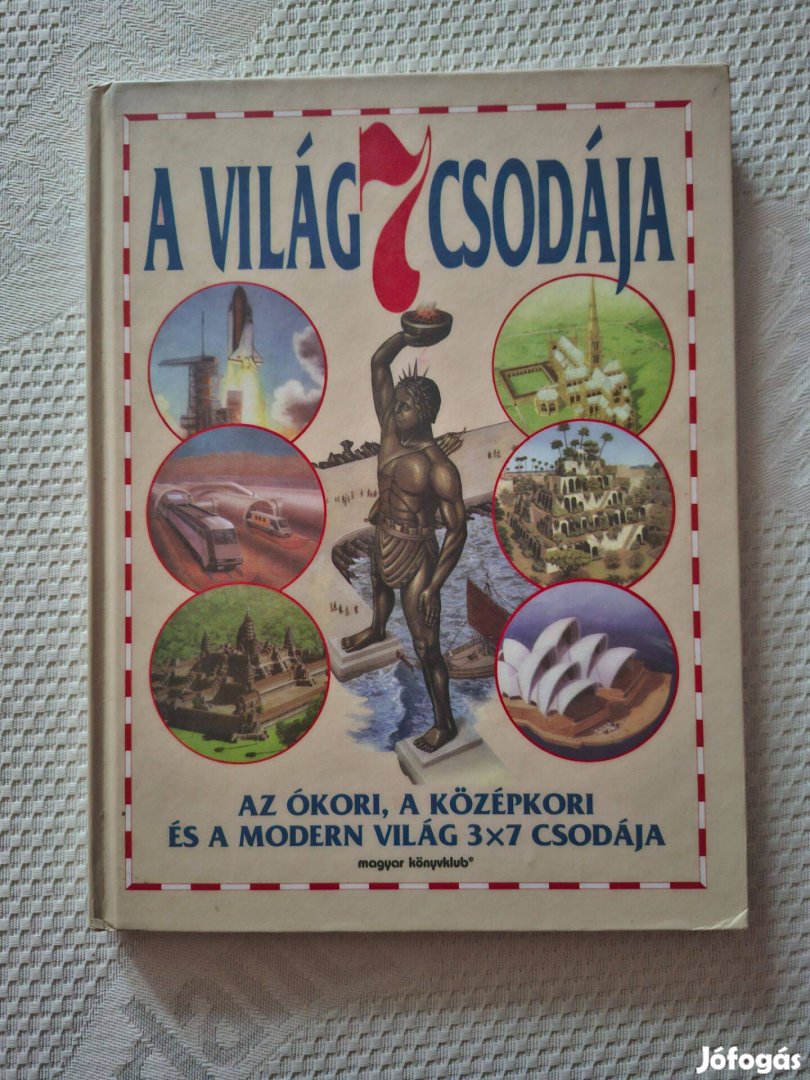 A VILÁG 7 CSODÁJA
AZ ÓKORI, A KÖZÉPKORI
ÉS A MODERN VILÁG 3×7 CSODÁJA
magyar könyvklub®
Jófogás